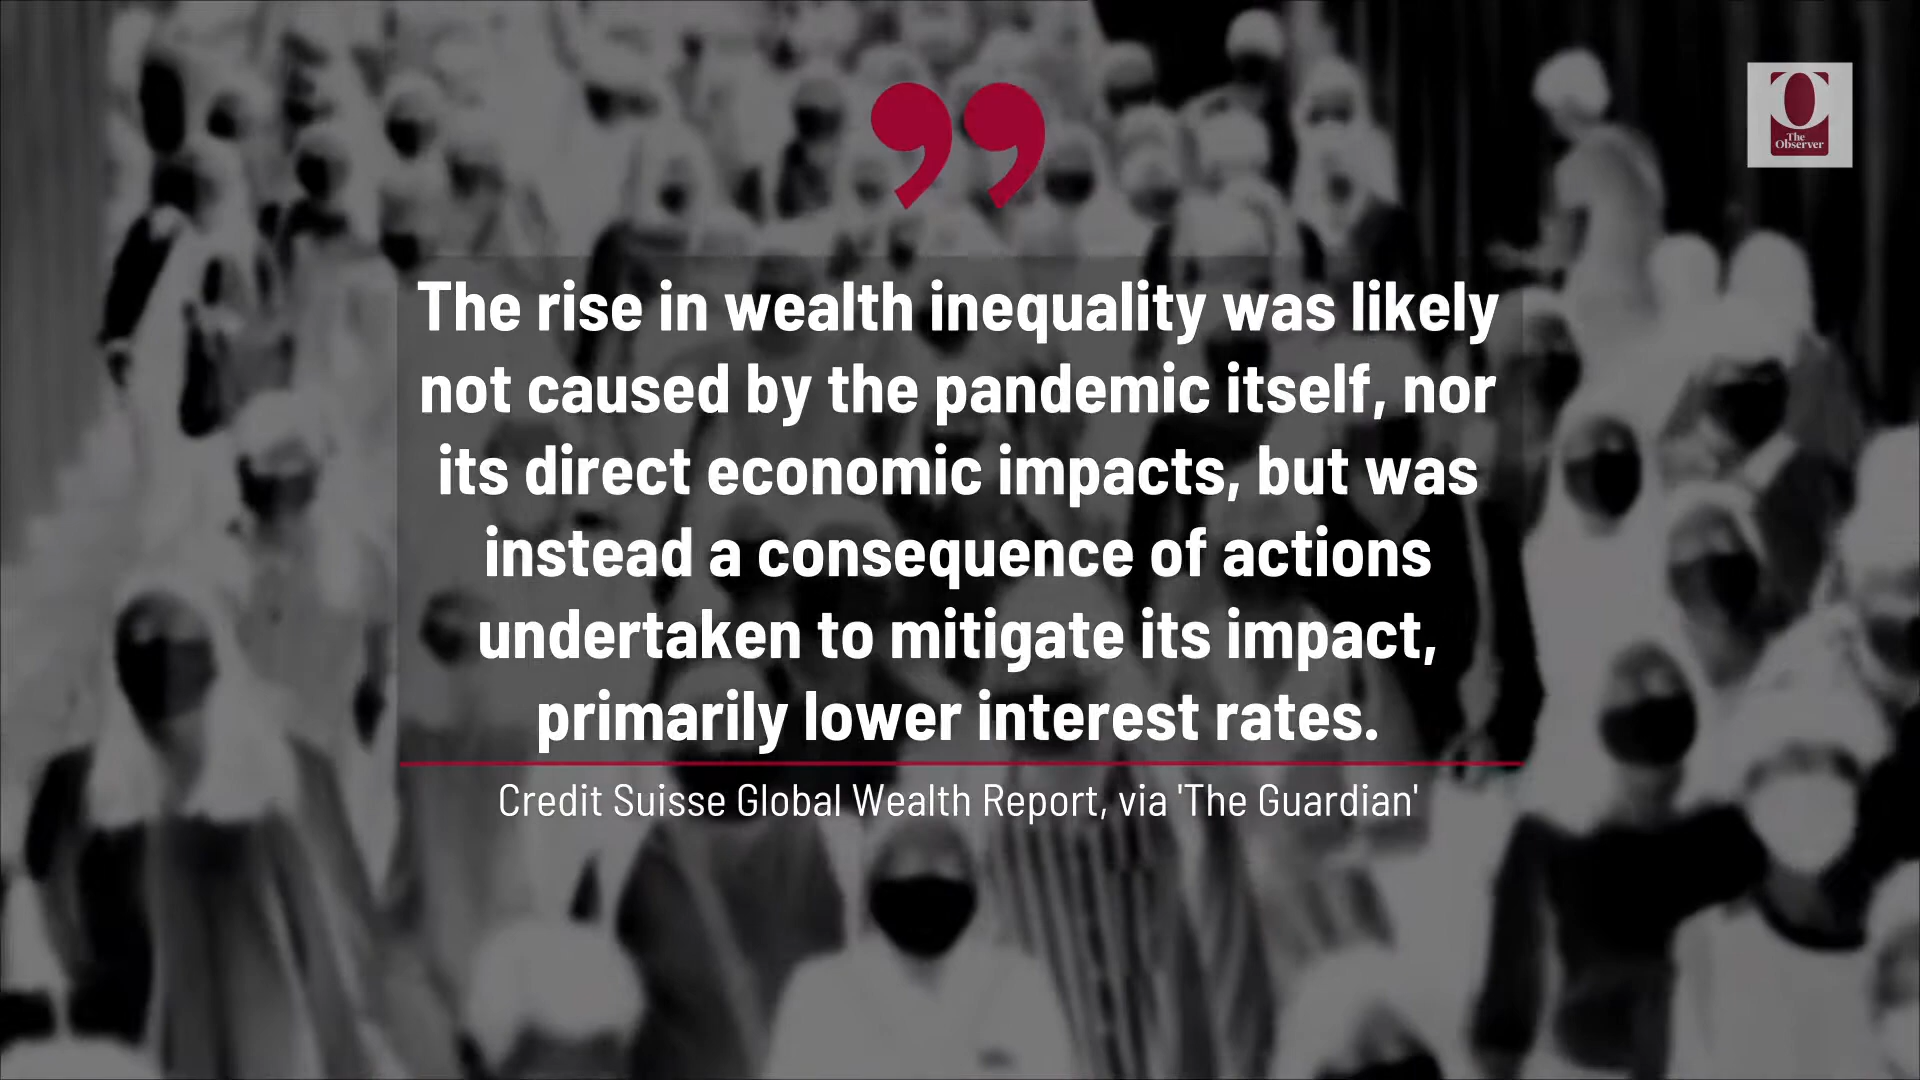 The
Observer
The rise in wealth inequality was likely
not caused by the pandemic itself, nor
its direct economic impacts, but was
instead a consequence of actions
undertaken to mitigate its impact,
primarily lower interest rates.
Credit Suisse Global Wealth Report, via 'The Guardian'